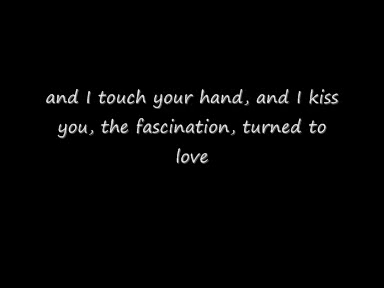 and I touch your hand, and I kiss
you, the fascination, turned to
love